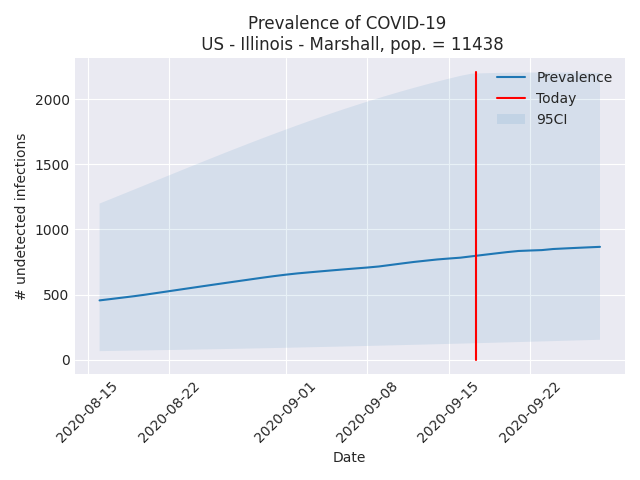 Prevalence of COVID-19
US - Illinois - Marshall, pop. = 11438
Prevalence
Today
95CI
# undetected infections
2000
1500
1000
500
0
2020-08-15
2020-08-22
2020-09-01
2020-09-08
2020-09-15
2020-09-22
Date